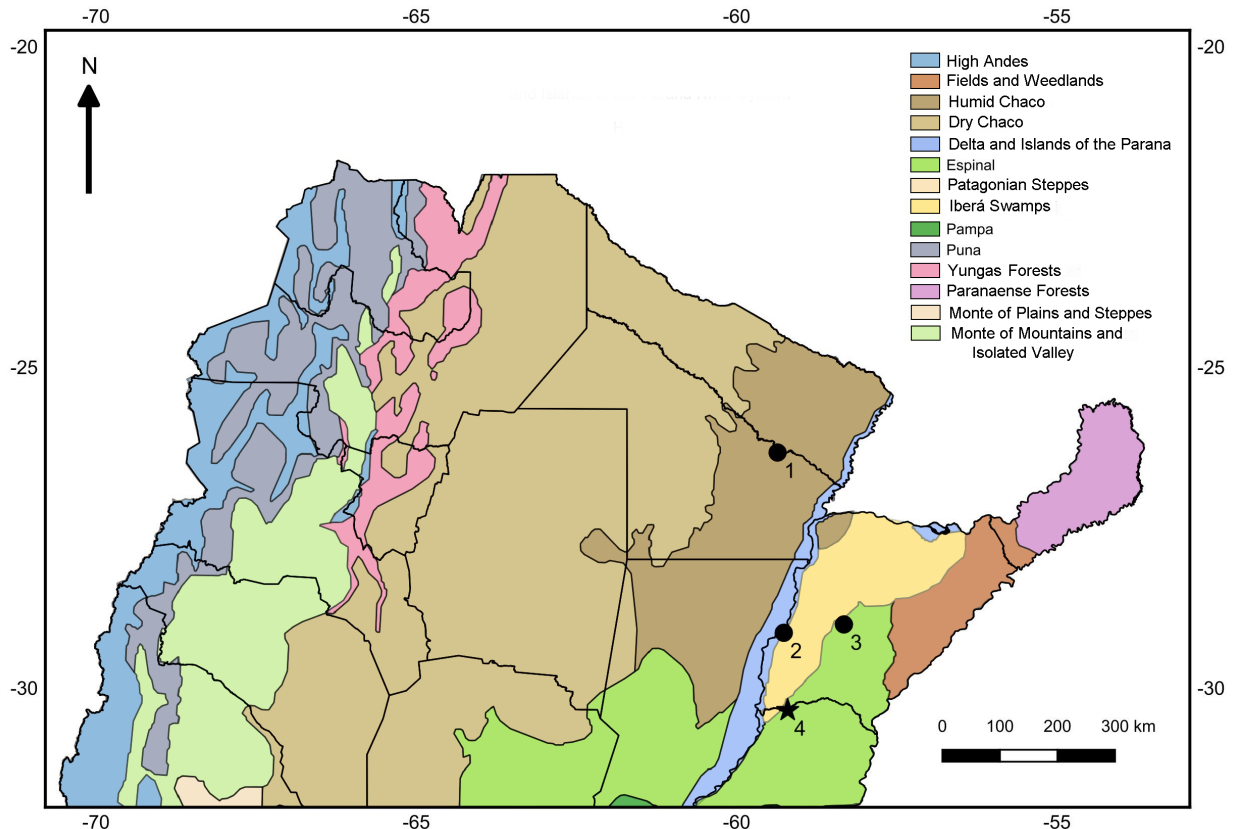 -70 -65 -60 -55
-20 -20
N
High Andes
Fields and Weedlands
Humid Chaco
Dry Chaco
Delta and Islands of the Parana
Espinal
Patagonian Steppes
Iberá Swamps
Pampa
Puna
Yungas Forests
Paranaense Forests
Monte of Plains and Steppes
Monte of Mountains and
Isolated Valley
-25 -25
1
2
3
-30 -30
4
0 100 200 300 km
-70 -65 -60 -55